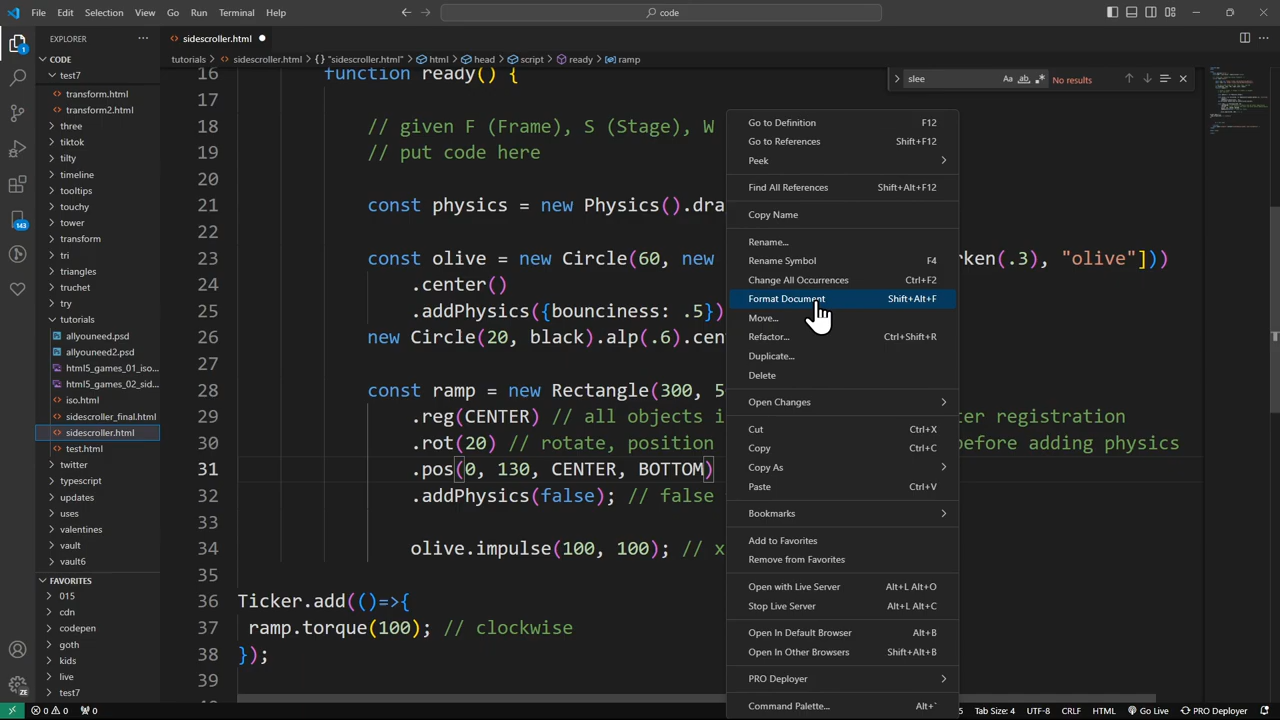 File Edit Selection View Go Run Terminal Help
code
EXPLORER
sidescroller.html
CODE
tutorials > sidescroller.html > {} "sidescroller.html" > html > head > script > ready > ramp
test7
transform.html
transform2.html
three
tiktok
tilty
timeline
tooltips
touchy
tower
transform
tri
triangles
truchet
try
tutorials
allyouneed.psd
allyouneed2.psd
html5_games_01_iso...
html5_games_02_sid...
iso.html
sidescroller_final.html
sidescroller.html
test.html
twitter
typetext
updates
uses
valentines
vault
vault6
FAVORITES
015
cdn
codepen
goth
kids
live
test7
1
143
ZE
slee
Aa ab
No results
16 function ready() {
17
18 // given F (Frame), S (Stage), W
19 // put code here
20
21 const physics = new Physics().dra
22
23 const olive = new Circle(60, new rken(.3), "olive"]))
24 .center()
25 .addPhysics({bounciness: .5})
26 new Circle(20, black).alp(.6).cen
27
28 const ramp = new Rectangle(300, 5
29 .reg(CENTER) // all objects i ter registration
30 .rot(20) // rotate, position before adding physics
31 .pos(0, 130, CENTER, BOTTOM)
32 .addPhysics(false); // false
33
34 olive.impulse(100, 100); // x
35
36 Ticker.add(()=>{
37 ramp.torque(100); // clockwise
38 });
39
Go to Definition F12
Go to References Shift+F12
Peek
Find All References Shift+Alt+F12
Copy Name
Rename...
Rename Symbol F4
Change All Occurrences Ctrl+F2
Format Document Shift+Alt+F
Move...
Refactor... Ctrl+Shift+R
Duplicate...
Delete
Open Changes
Cut Ctrl+X
Copy Ctrl+C
Copy As
Paste Ctrl+V
Bookmarks
Add to Favorites
Remove from Favorites
Open with Live Server Alt+L Alt+O
Stop Live Server Alt+L Alt+C
Open In Default Browser Alt+B
Open In Other Browsers Shift+Alt+B
PRO Deployer
Command Palette... Alt+`
0 0 0 Tab Size: 4 UTF-8 CRLF HTML Go Live PRO Deployer